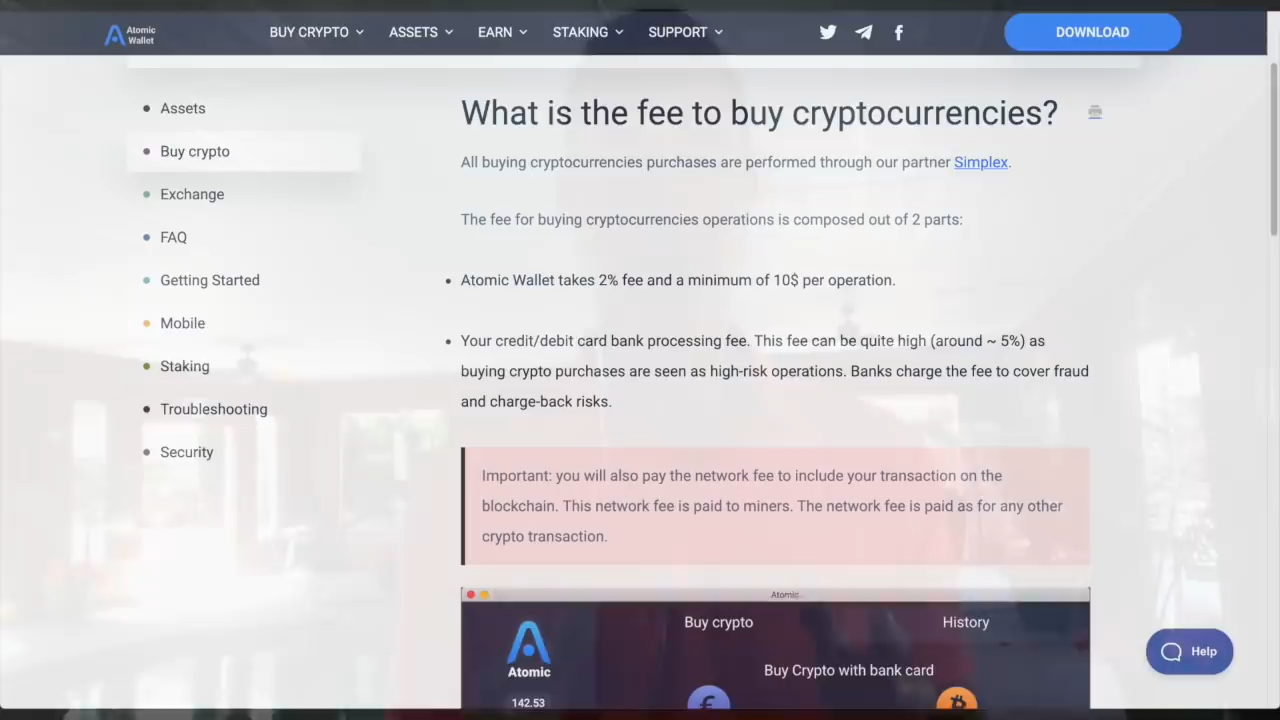 Atomic
Wallet
BUY CRYPTO
ASSETS
EARN
STAKING
SUPPORT
DOWNLOAD
Assets
Buy crypto
Exchange
FAQ
Getting Started
Mobile
Staking
Troubleshooting
Security
What is the fee to buy cryptocurrencies?
All buying cryptocurrencies purchases are performed through our partner Simplex.
The fee for buying cryptocurrencies operations is composed out of 2 parts:
Atomic Wallet takes 2% fee and a minimum of 10$ per operation.
Your credit/debit card bank processing fee. This fee can be quite high (around ~ 5%) as
buying crypto purchases are seen as high-risk operations. Banks charge the fee to cover fraud
and charge-back risks.
Important: you will also pay the network fee to include your transaction on the
blockchain. This network fee is paid to miners. The network fee is paid as for any other
crypto transaction.
Atomic
Buy crypto
History
Atomic
Buy Crypto with bank card
142.53
Help